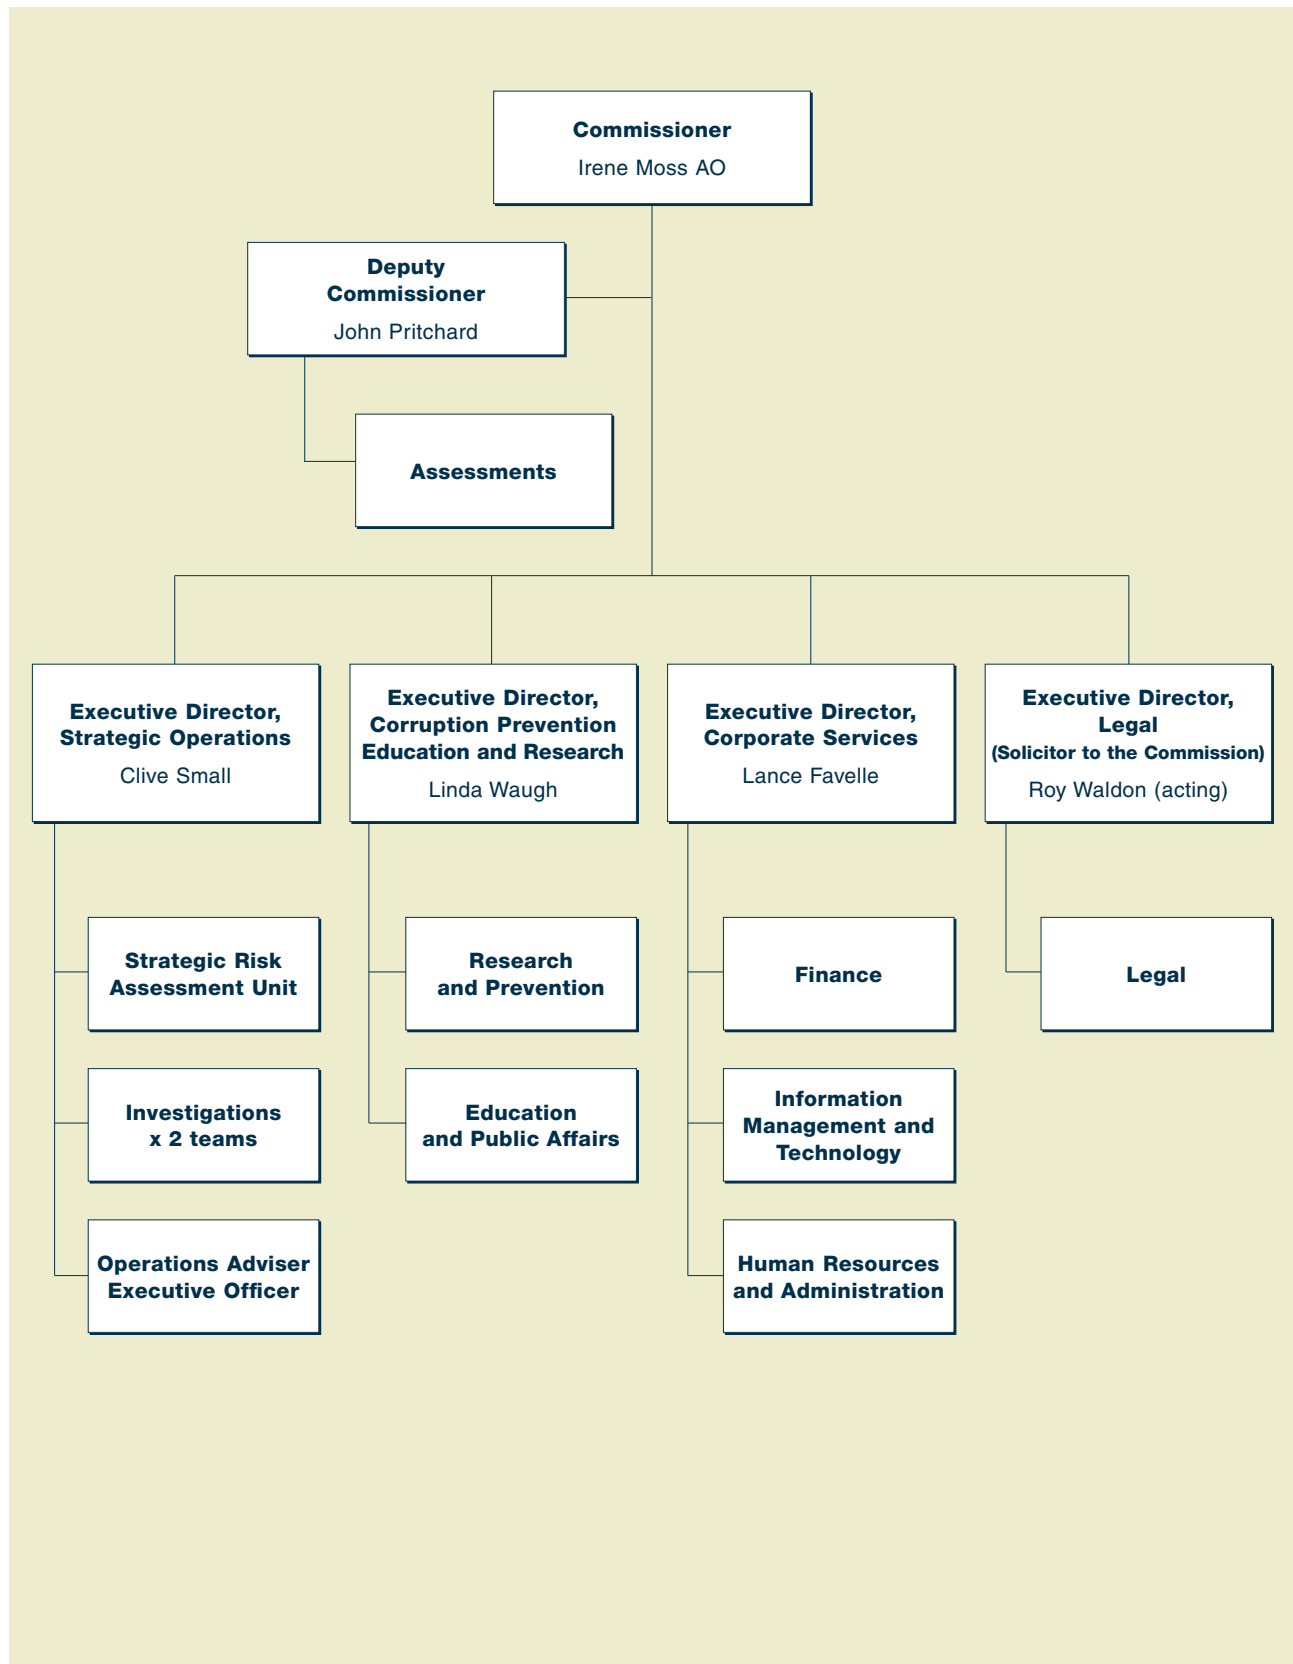 Commissioner
Irene Moss AO
Deputy
Commissioner
John Pritchard
Assessments
Executive Director,
Strategic Operations
Clive Small
Executive Director,
Corruption Prevention
Education and Research
Linda Waugh
Executive Director,
Corporate Services
Lance Favelle
Executive Director,
Legal
(Solicitor to the Commission)
Roy Waldon (acting)
Strategic Risk
Assessment Unit
Investigations
x 2 teams
Operations Adviser
Executive Officer
Research
and Prevention
Education
and Public Affairs
Finance
Information
Management and
Technology
Human Resources
and Administration
Legal